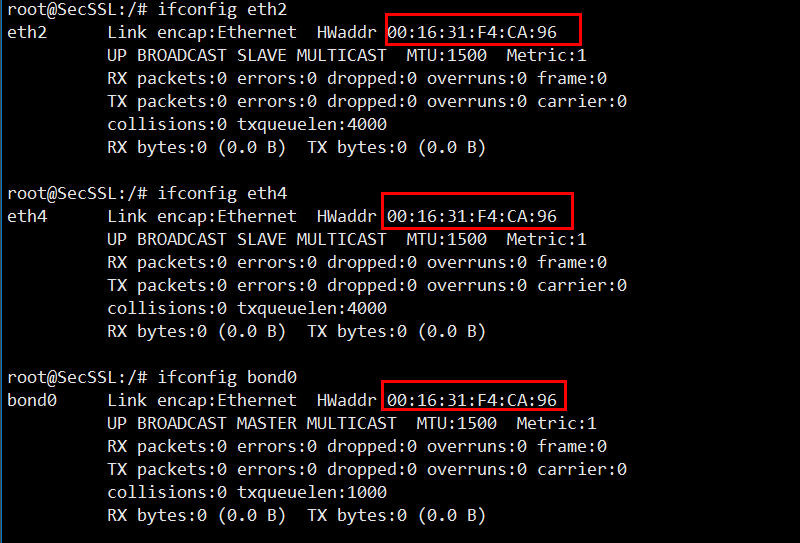 root@SecSSL:/# ifconfig eth2
eth2      Link encap:Ethernet  HWaddr 00:16:31:F4:CA:96
          UP BROADCAST SLAVE MULTICAST  MTU:1500  Metric:1
          RX packets:0 errors:0 dropped:0 overruns:0 frame:0
          TX packets:0 errors:0 dropped:0 overruns:0 carrier:0
          collisions:0 txqueuelen:4000
          RX bytes:0 (0.0 B)  TX bytes:0 (0.0 B)
root@SecSSL:/# ifconfig eth4
eth4      Link encap:Ethernet  HWaddr 00:16:31:F4:CA:96
          UP BROADCAST SLAVE MULTICAST  MTU:1500  Metric:1
          RX packets:0 errors:0 dropped:0 overruns:0 frame:0
          TX packets:0 errors:0 dropped:0 overruns:0 carrier:0
          collisions:0 txqueuelen:4000
          RX bytes:0 (0.0 B)  TX bytes:0 (0.0 B)
root@SecSSL:/# ifconfig bond0
bond0     Link encap:Ethernet  HWaddr 00:16:31:F4:CA:96
          UP BROADCAST MASTER MULTICAST  MTU:1500  Metric:1
          RX packets:0 errors:0 dropped:0 overruns:0 frame:0
          TX packets:0 errors:0 dropped:0 overruns:0 carrier:0
          collisions:0 txqueuelen:1000
          RX bytes:0 (0.0 B)  TX bytes:0 (0.0 B)